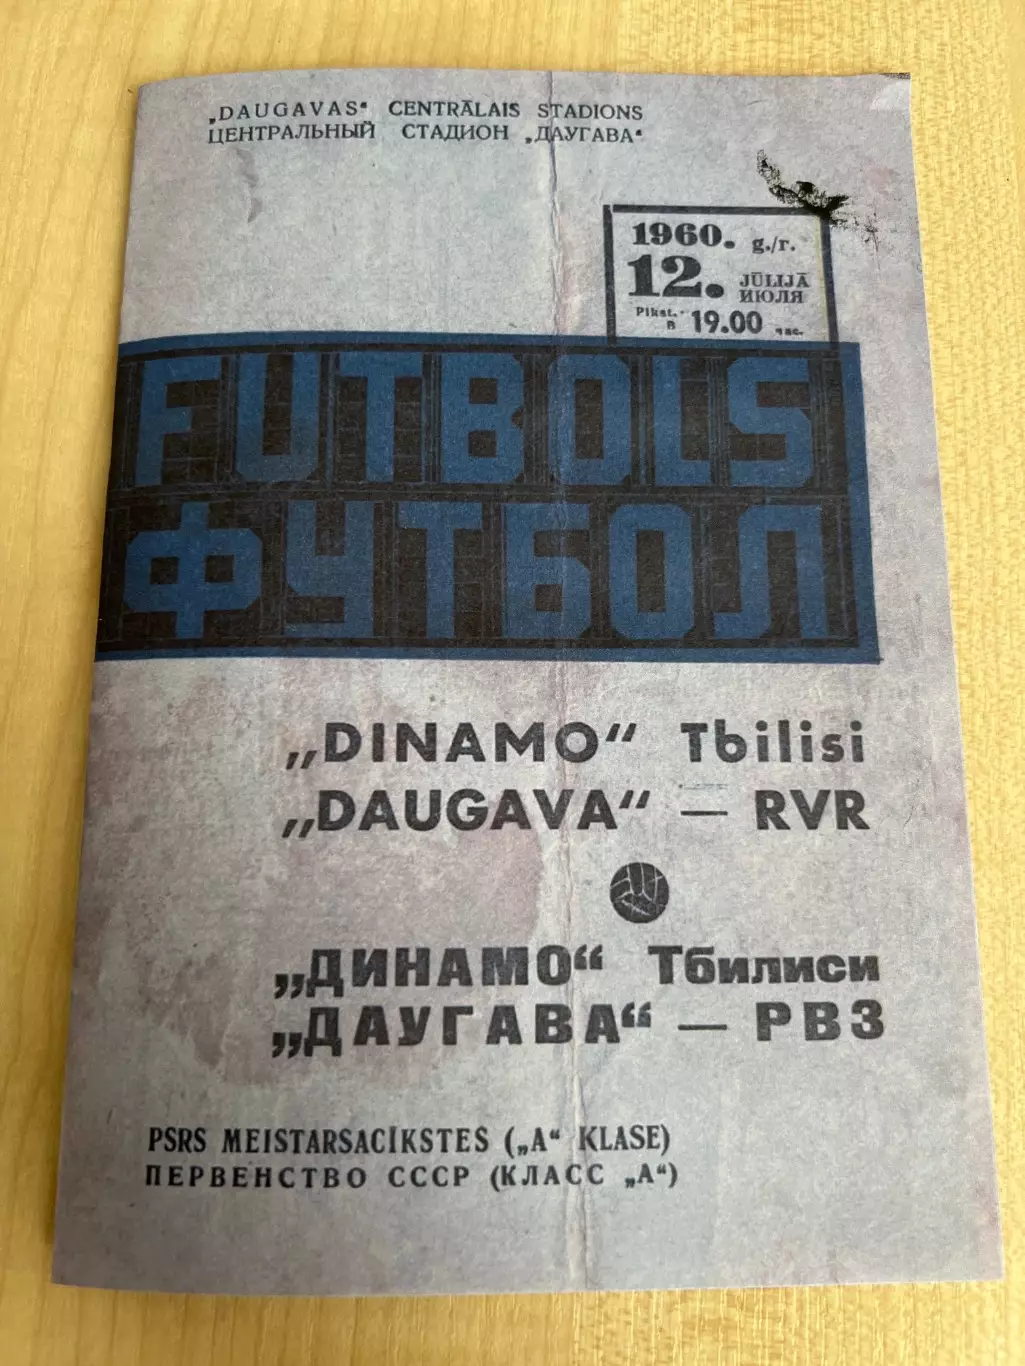 „DAUGAVAS“ CENTRĀLAIS STADIONS
ЦЕНТРАЛЬНЫЙ СТАДИОН „ДАУГАВА“
1960. g./г.
12. JŪLIJĀ
ИЮЛЯ
Plkst.
в 19.00 час.
FUTBOLS
ФУТБОЛ
„DINAMO“ Tbilisi
„DAUGAVA“ — RVR
„ДИНАМО“ Тбилиси
„ДАУГАВА“ — РВЗ
PSRS MEISTARSACĪKSTES („A“ KLASE)
ПЕРВЕНСТВО СССР (КЛАСС „А“)